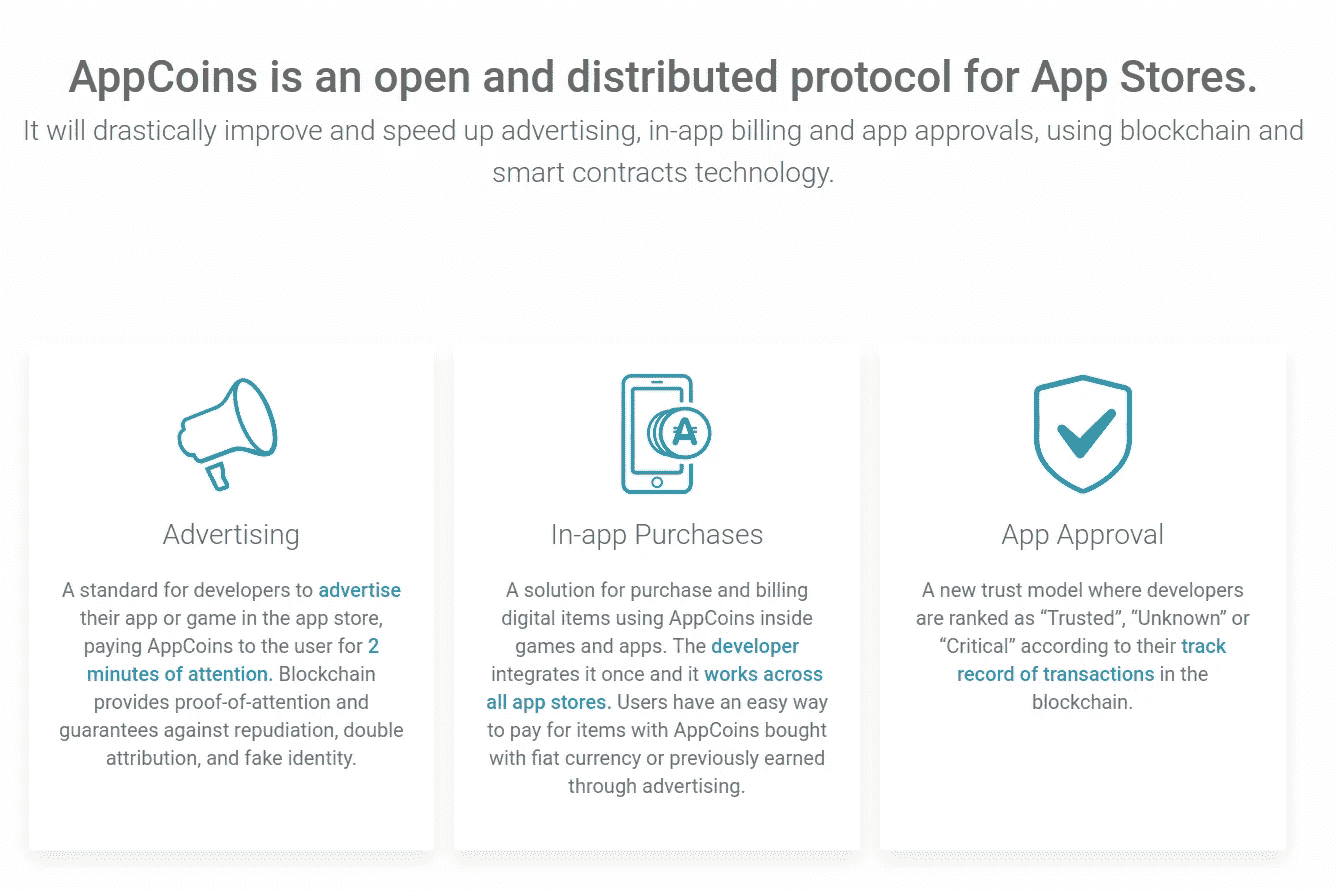 AppCoins is an open and distributed protocol for App Stores.
It will drastically improve and speed up advertising, in-app billing and app approvals, using blockchain and
smart contracts technology.
Advertising
A standard for developers to advertise
their app or game in the app store,
paying AppCoins to the user for 2
minutes of attention. Blockchain
provides proof-of-attention and
guarantees against repudiation, double
attribution, and fake identity.
In-app Purchases
A solution for purchase and billing
digital items using AppCoins inside
games and apps. The developer
integrates it once and it works across
all app stores. Users have an easy way
to pay for items with AppCoins bought
with fiat currency or previously earned
through advertising.
App Approval
A new trust model where developers
are ranked as “Trusted”, “Unknown” or
“Critical” according to their track
record of transactions in the
blockchain.